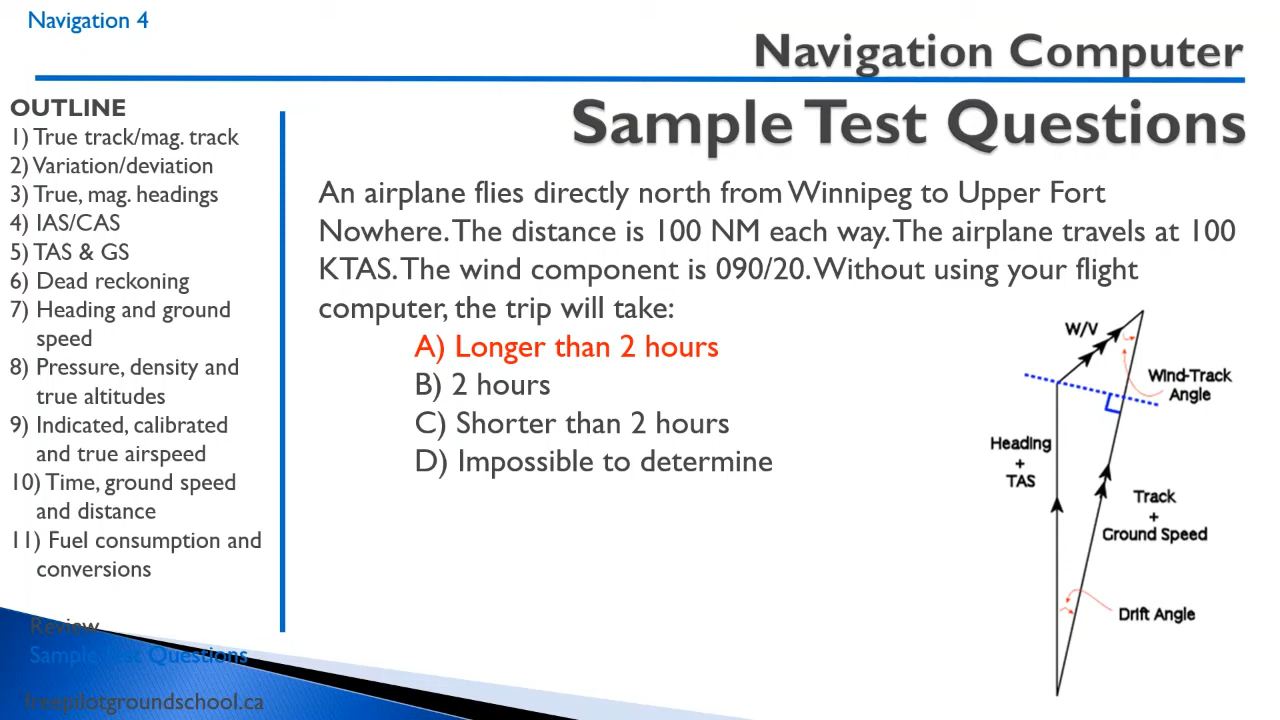 Navigation 4
Navigation Computer
Sample Test Questions
OUTLINE
1) True track/mag. track
2) Variation/deviation
3) True, mag. headings
4) IAS/CAS
5) TAS & GS
6) Dead reckoning
7) Heading and ground
speed
8) Pressure, density and
true altitudes
9) Indicated, calibrated
and true airspeed
10) Time, ground speed
and distance
11) Fuel consumption and
conversions
Review
Sample Test Questions
freepilotgroundschool.ca
An airplane flies directly north from Winnipeg to Upper Fort
Nowhere. The distance is 100 NM each way. The airplane travels at 100
KTAS. The wind component is 090/20. Without using your flight
computer, the trip will take:
A) Longer than 2 hours
B) 2 hours
C) Shorter than 2 hours
D) Impossible to determine
W/V
Wind-Track
Angle
Heading
+
TAS
Track
+
Ground Speed
Drift Angle